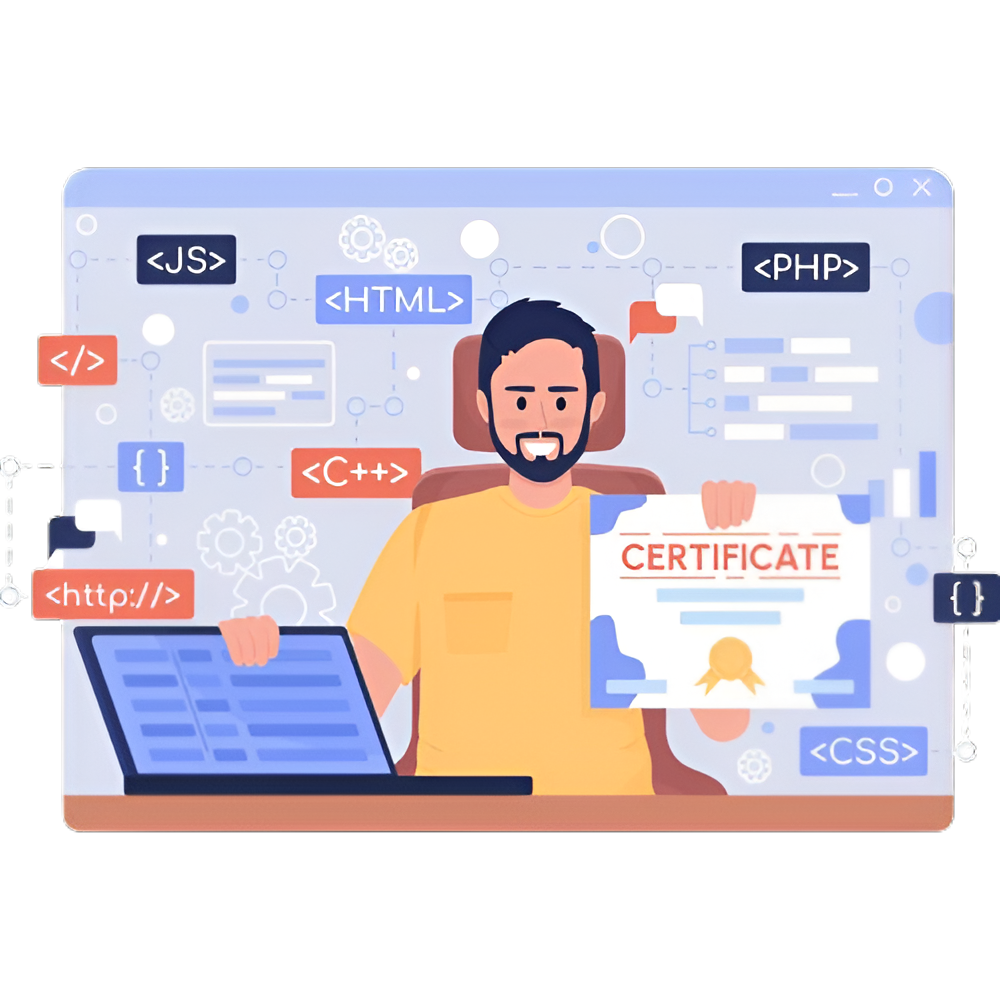 <JS>
<PHP>
<HTML>
</>
{ }
<C++>
CERTIFICATE
<http://>
{ }
<CSS>